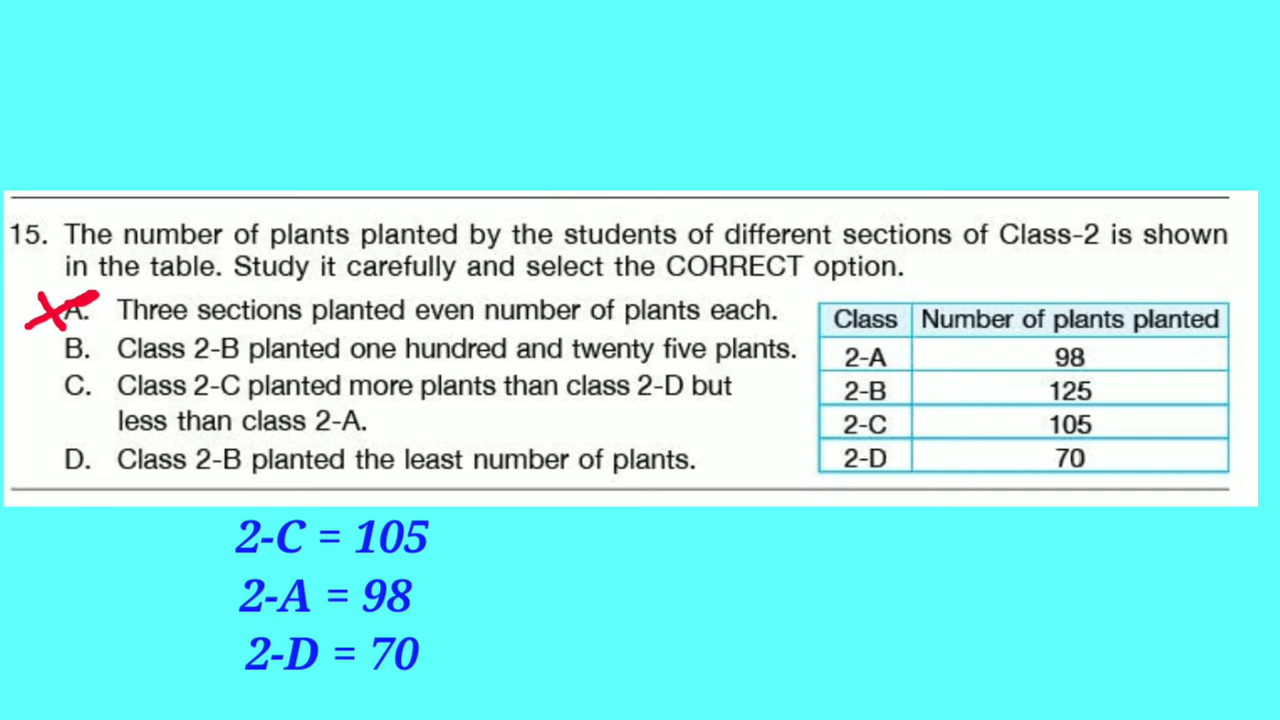 15. The number of plants planted by the students of different sections of Class-2 is shown
in the table. Study it carefully and select the CORRECT option.
A. Three sections planted even number of plants each.
B. Class 2-B planted one hundred and twenty five plants.
C. Class 2-C planted more plants than class 2-D but
less than class 2-A.
D. Class 2-B planted the least number of plants.
Class Number of plants planted
2-A 98
2-B 125
2-C 105
2-D 70
2-C = 105
2-A = 98
2-D = 70